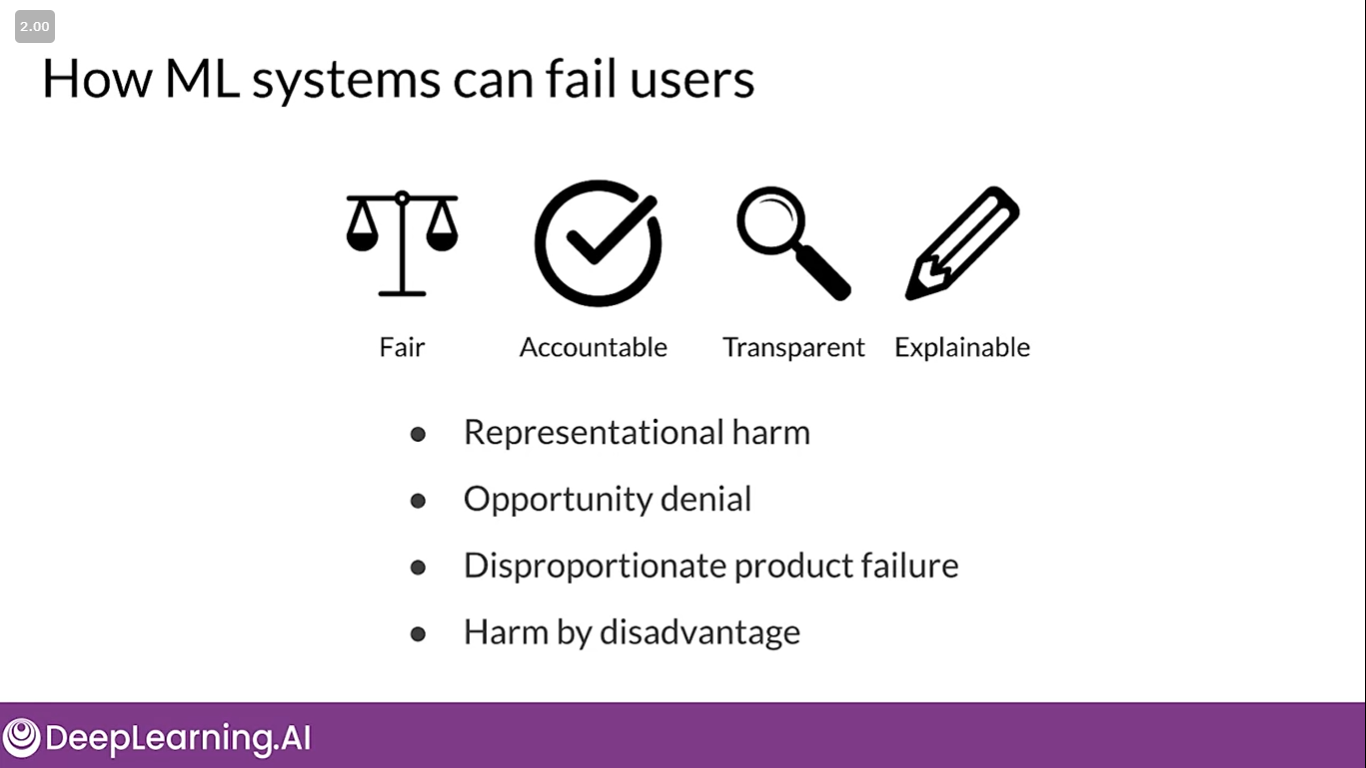 2.00
How ML systems can fail users
Fair Accountable Transparent Explainable
● Representational harm
● Opportunity denial
● Disproportionate product failure
● Harm by disadvantage
DeepLearning.AI